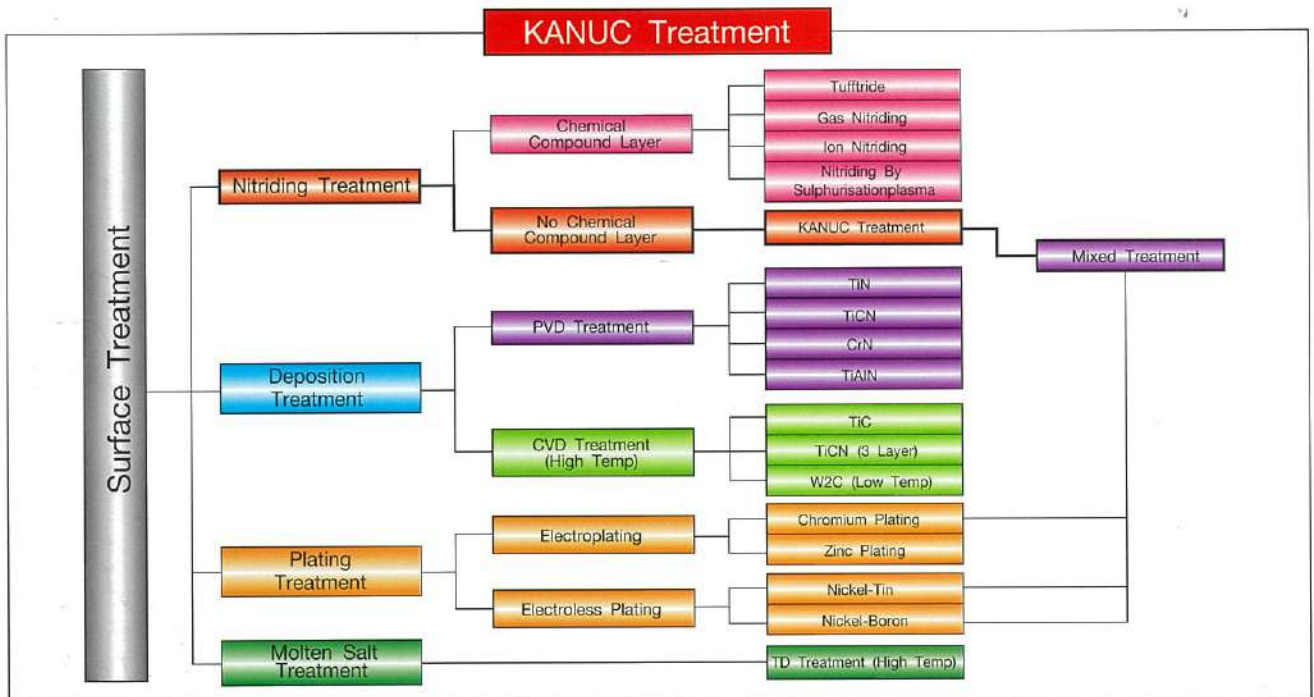 KANUC Treatment
Surface Treatment
Nitriding Treatment
Chemical
Compound Layer
Tufftride
Gas Nitriding
Ion Nitriding
Nitriding By
Sulphurisationplasma
No Chemical
Compound Layer
KANUC Treatment
Mixed Treatment
Deposition
Treatment
PVD Treatment
TiN
TiCN
CrN
TiAlN
CVD Treatment
(High Temp)
TiC
TiCN (3 Layer)
W2C (Low Temp)
Plating
Treatment
Electroplating
Chromium Plating
Zinc Plating
Electroless Plating
Nickel-Tin
Nickel-Boron
Molten Salt
Treatment
TD Treatment (High Temp)